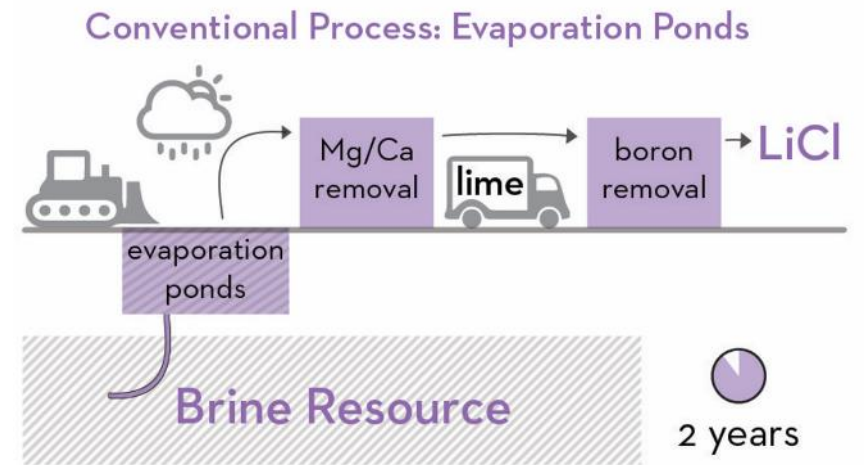 Conventional Process: Evaporation Ponds
Mg/Ca
removal
lime
boron
removal
LiCl
evaporation
ponds
Brine Resource
2 years